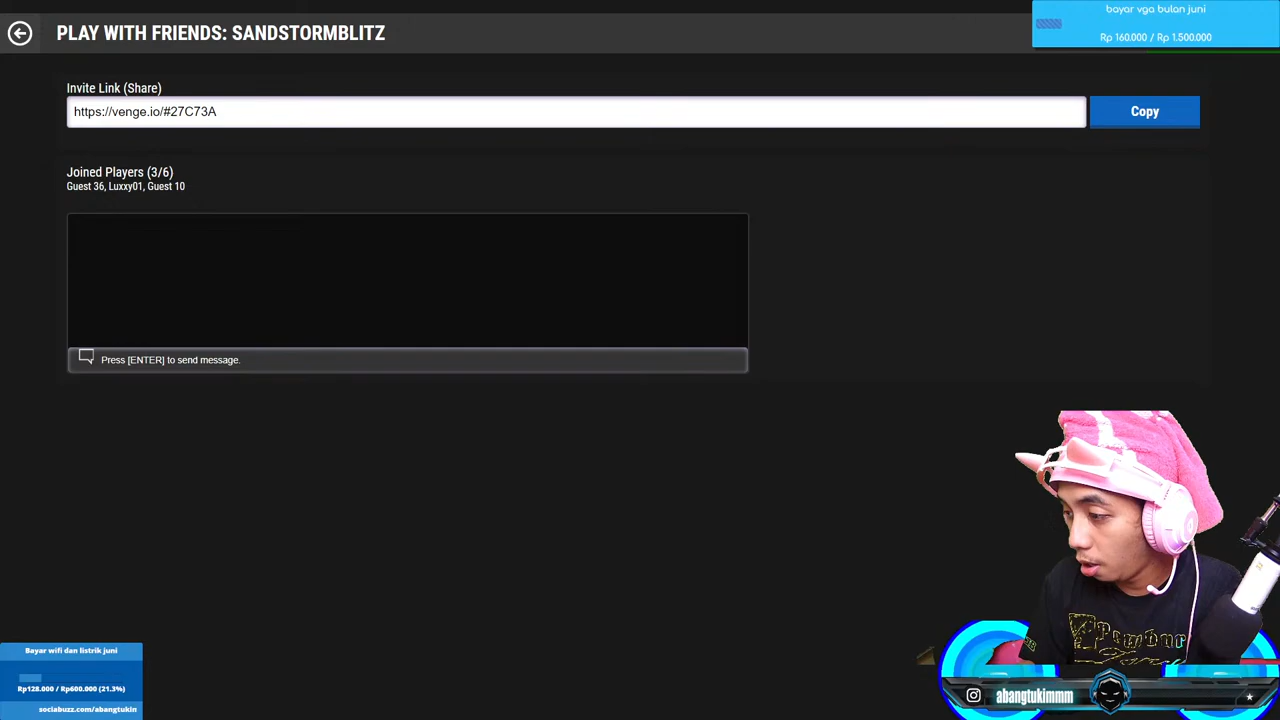 PLAY WITH FRIENDS: SANDSTORMBLITZ
bayar vga bulan juni
Rp 160.000 / Rp 1.500.000
Invite Link (Share)
https://venge.io/#27C73A
Copy
Joined Players (3/6)
Guest 36, Luxxy01, Guest 10
Press [ENTER] to send message.
Bayar wifi dan listrik juni
Rp128.000 / Rp600.000 (21.3%)
sociabuzz.com/abangtukin
abangtukimmm